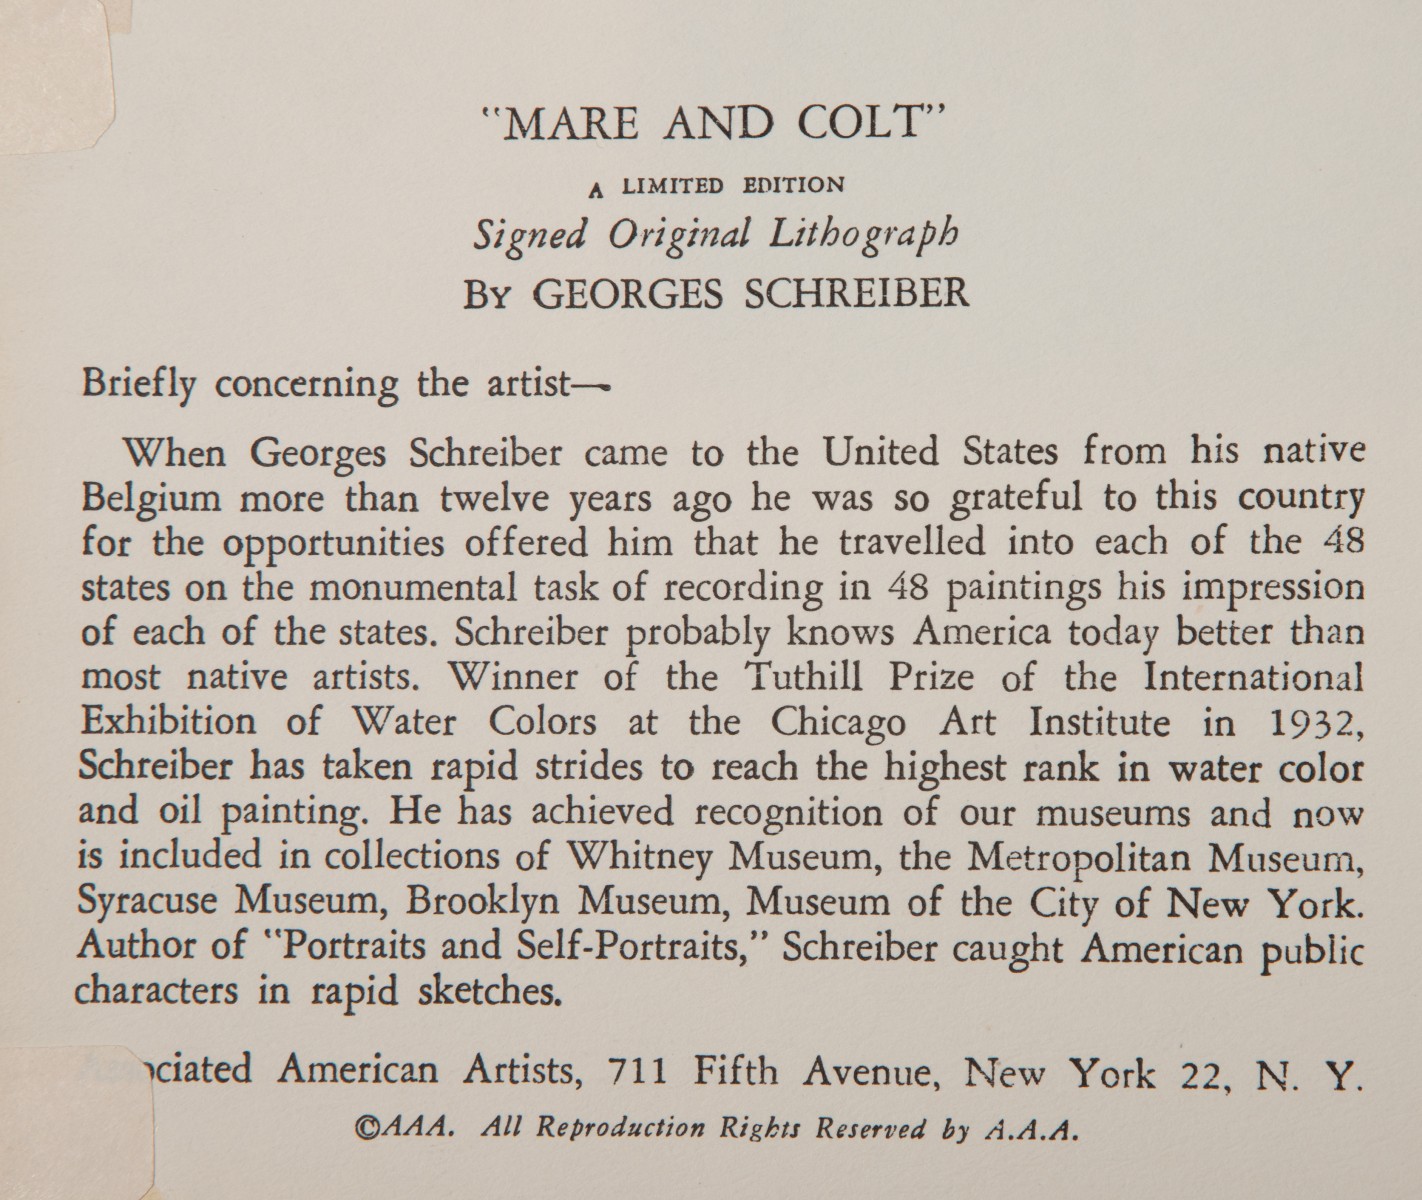 “MARE AND COLT”
A LIMITED EDITION
Signed Original Lithograph
By GEORGES SCHREIBER
Briefly concerning the artist—
When Georges Schreiber came to the United States from his native
Belgium more than twelve years ago he was so grateful to this country
for the opportunities offered him that he travelled into each of the 48
states on the monumental task of recording in 48 paintings his impression
of each of the states. Schreiber probably knows America today better than
most native artists. Winner of the Tuthill Prize of the International
Exhibition of Water Colors at the Chicago Art Institute in 1932,
Schreiber has taken rapid strides to reach the highest rank in water color
and oil painting. He has achieved recognition of our museums and now
is included in collections of Whitney Museum, the Metropolitan Museum,
Syracuse Museum, Brooklyn Museum, Museum of the City of New York.
Author of “Portraits and Self-Portraits,” Schreiber caught American public
characters in rapid sketches.
Associated American Artists, 711 Fifth Avenue, New York 22, N. Y.
©AAA. All Reproduction Rights Reserved by A.A.A.